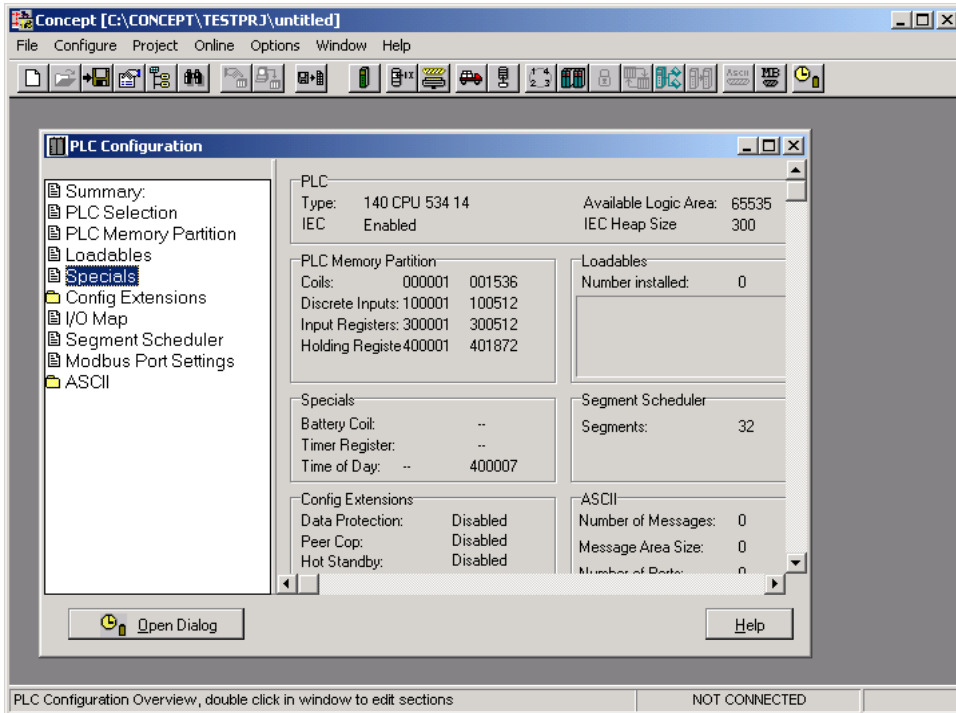 Concept [C:\CONCEPT\TESTPRJ\untitled]
File Configure Project Online Options Window Help
PLC Configuration
Summary:
PLC Selection
PLC Memory Partition
Loadables
Specials
Config Extensions
I/O Map
Segment Scheduler
Modbus Port Settings
ASCII
PLC
Type: 140 CPU 534 14 Available Logic Area: 65535
IEC Enabled IEC Heap Size 300
PLC Memory Partition
Coils: 000001 001536
Discrete Inputs: 100001 100512
Input Registers: 300001 300512
Holding Registe 400001 401872
Loadables
Number installed: 0
Specials
Battery Coil: --
Timer Register: --
Time of Day: -- 400007
Segment Scheduler
Segments: 32
Config Extensions
Data Protection: Disabled
Peer Cop: Disabled
Hot Standby: Disabled
ASCII
Number of Messages: 0
Message Area Size: 0
Number of Ports: 0
Open Dialog
Help
PLC Configuration Overview, double click in window to edit sections NOT CONNECTED